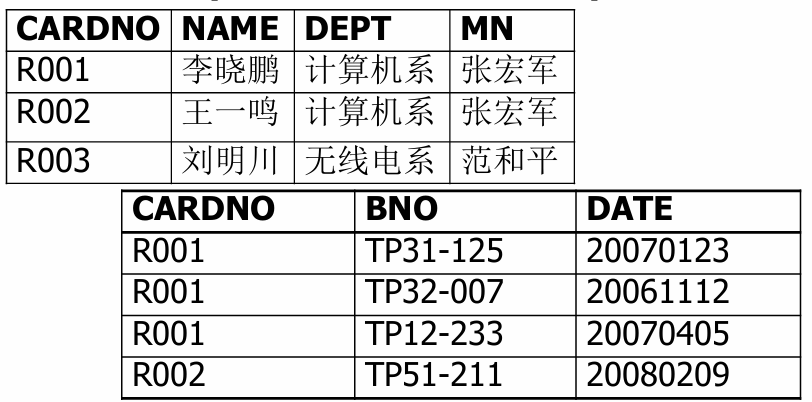 CARDNO NAME DEPT MN
R001 李晓鹏 计算机系 张宏军
R002 王一鸣 计算机系 张宏军
R003 刘明川 无线电系 范和平
CARDNO BNO DATE
R001 TP31-125 20070123
R001 TP32-007 20061112
R001 TP12-233 20070405
R002 TP51-211 20080209